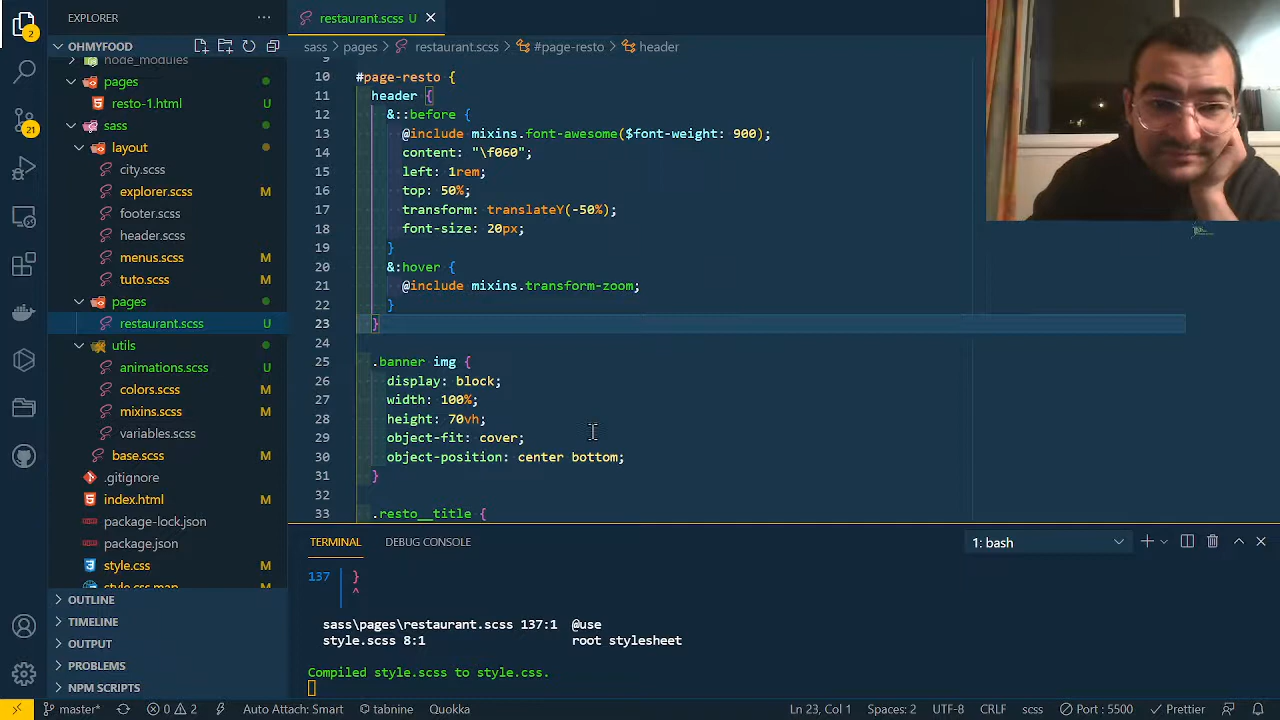 EXPLORER
restaurant.scss U
OHMYFOOD
sass > pages > restaurant.scss > #page-resto > header
2
21
node_modules
pages
resto-1.html U
sass
layout
city.scss
explorer.scss M
footer.scss
header.scss
menus.scss M
tuto.scss M
pages
restaurant.scss U
utils
animations.scss U
colors.scss M
mixins.scss M
variables.scss
base.scss M
.gitignore
index.html M
package-lock.json
package.json
style.css M
style.css.map M
OUTLINE
TIMELINE
OUTPUT
PROBLEMS
NPM SCRIPTS
9
10 #page-resto {
11 header {
12 &::before {
13 @include mixins.font-awesome($font-weight: 900);
14 content: "\f060";
15 left: 1rem;
16 top: 50%;
17 transform: translateY(-50%);
18 font-size: 20px;
19 }
20 &:hover {
21 @include mixins.transform-zoom;
22 }
23 }
24
25 .banner img {
26 display: block;
27 width: 100%;
28 height: 70vh;
29 object-fit: cover;
30 object-position: center bottom;
31 }
32
33 .resto__title {
TERMINAL DEBUG CONSOLE
1: bash
137 | }
| ^
sass\pages\restaurant.scss 137:1 @use
style.scss 8:1 root stylesheet
Compiled style.scss to style.css.
master* 0 2 Auto Attach: Smart tabnine Quokka Ln 23, Col 1 Spaces: 2 UTF-8 CRLF scss Port : 5500 Prettier